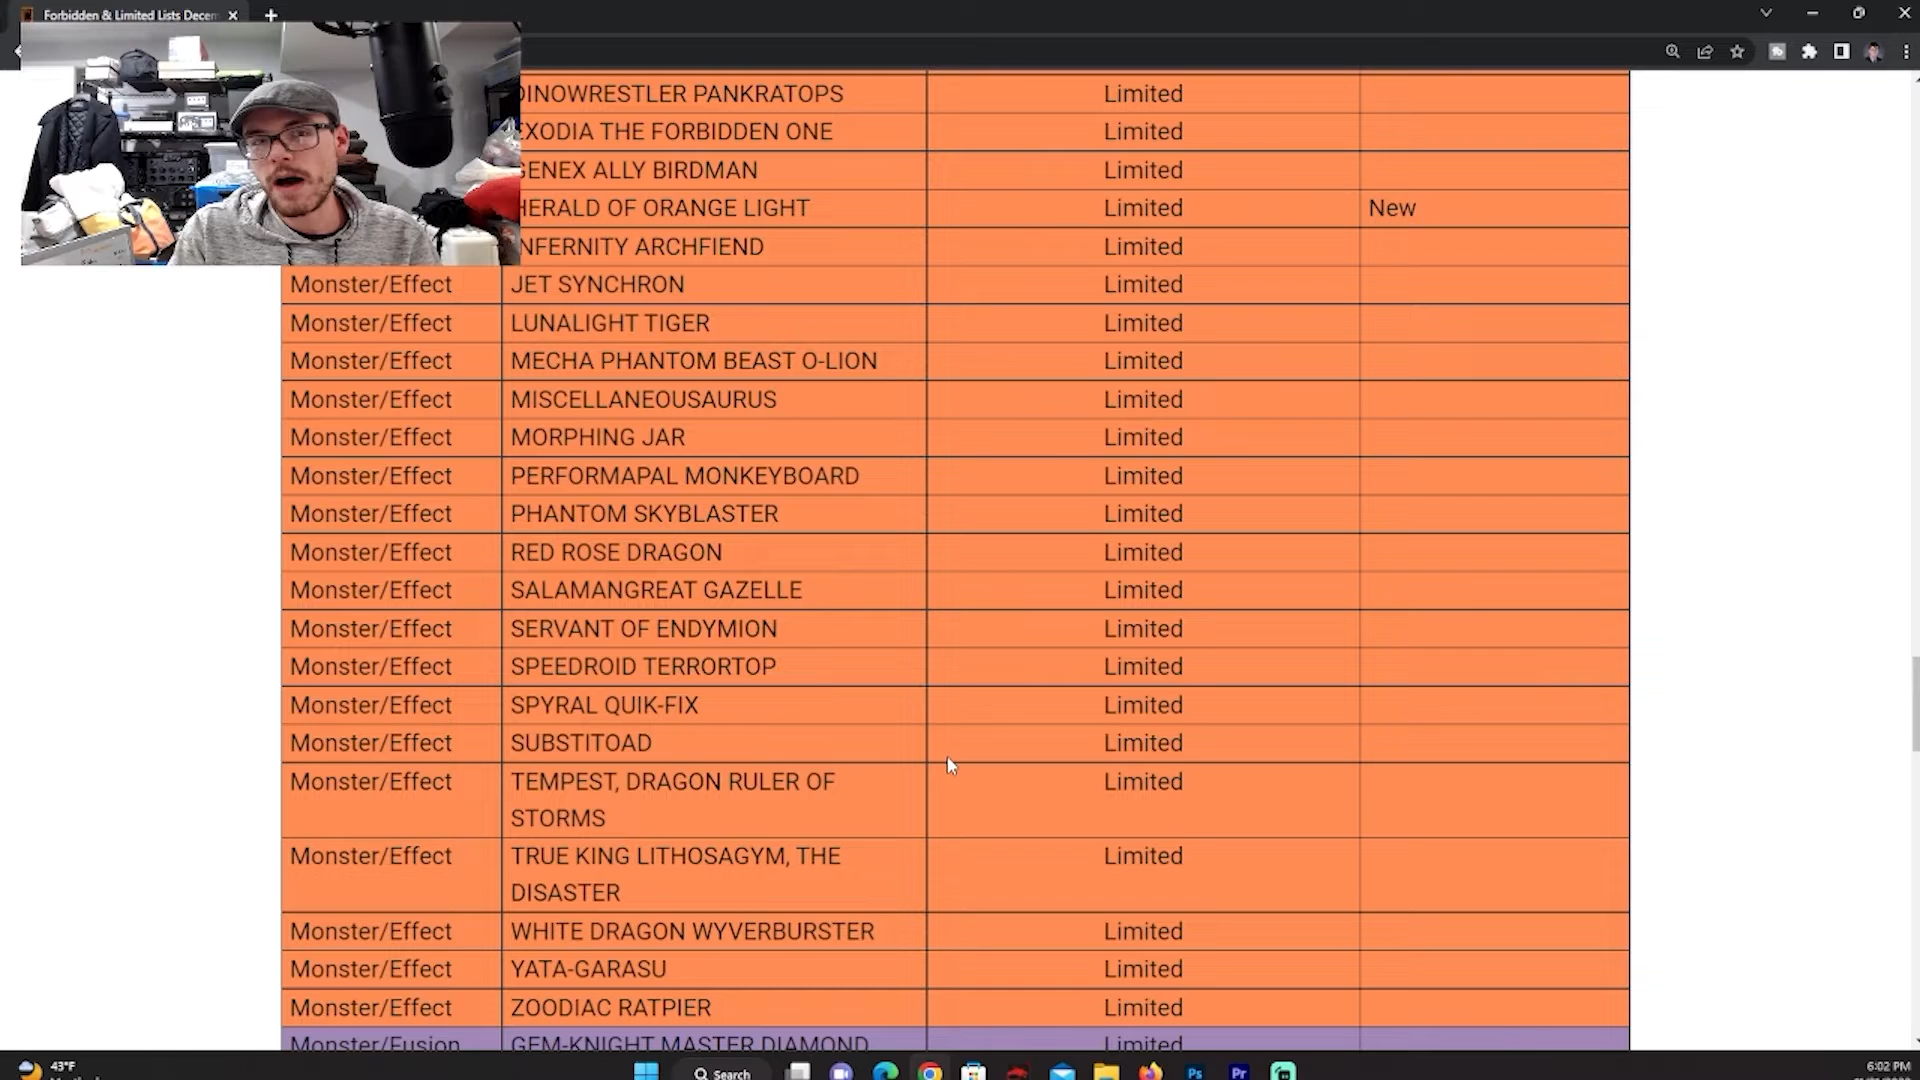 Forbidden & Limited Lists Decem
DINOWRESTLER PANKRATOPS Limited
EXODIA THE FORBIDDEN ONE Limited
GENEX ALLY BIRDMAN Limited
HERALD OF ORANGE LIGHT Limited New
INFERNITY ARCHFIEND Limited
Monster/Effect JET SYNCHRON Limited
Monster/Effect LUNALIGHT TIGER Limited
Monster/Effect MECHA PHANTOM BEAST O-LION Limited
Monster/Effect MISCELLANEOUSAURUS Limited
Monster/Effect MORPHING JAR Limited
Monster/Effect PERFORMAPAL MONKEYBOARD Limited
Monster/Effect PHANTOM SKYBLASTER Limited
Monster/Effect RED ROSE DRAGON Limited
Monster/Effect SALAMANGREAT GAZELLE Limited
Monster/Effect SERVANT OF ENDYMION Limited
Monster/Effect SPEEDROID TERRORTOP Limited
Monster/Effect SPYRAL QUIK-FIX Limited
Monster/Effect SUBSTITOAD Limited
Monster/Effect TEMPEST, DRAGON RULER OF Limited
STORMS
Monster/Effect TRUE KING LITHOSAGYM, THE Limited
DISASTER
Monster/Effect WHITE DRAGON WYVERBURSTER Limited
Monster/Effect YATA-GARASU Limited
Monster/Effect ZOODIAC RATPIER Limited
Monster/Fusion GEM-KNIGHT MASTER DIAMOND Limited
43°F
Search
Ps
Pr
6:02 PM